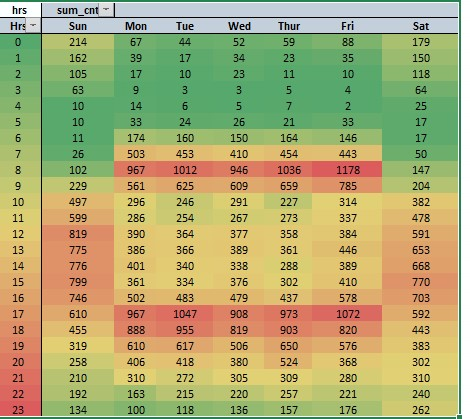 hrs sum_cnt
Hrs Sun Mon Tue Wed Thur Fri Sat
0 214 67 44 52 59 88 179
1 162 39 17 34 23 35 150
2 105 17 10 23 11 10 118
3 63 9 3 3 5 4 64
4 10 14 6 5 7 2 25
5 10 33 24 26 21 33 17
6 11 174 160 150 164 146 17
7 26 503 453 410 454 443 50
8 102 967 1012 946 1036 1178 147
9 229 561 625 609 659 785 204
10 497 296 246 291 227 314 382
11 599 286 254 267 273 337 478
12 819 390 364 377 358 384 591
13 775 386 366 389 361 446 653
14 776 401 340 338 288 389 668
15 799 361 334 376 302 410 770
16 746 502 483 479 437 578 703
17 610 967 1047 908 973 1072 592
18 455 888 955 819 903 820 443
19 319 610 617 506 650 576 383
20 258 406 418 380 524 368 302
21 210 310 272 305 309 280 310
22 192 163 215 220 257 221 240
23 134 100 118 136 157 176 262